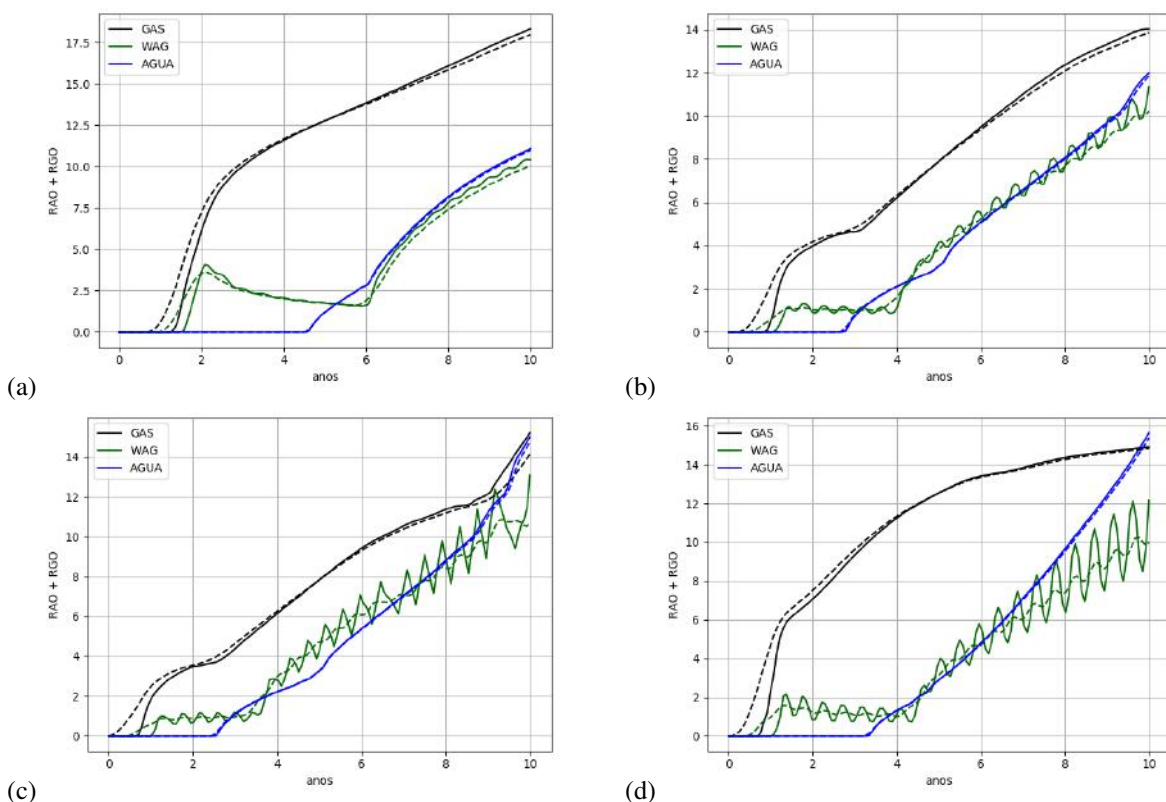 GAS
WAG
AGUA
RAO + RGO
17.5
15.0
12.5
10.0
7.5
5.0
2.5
0.0
0 2 4 6 8 10
anos
(a)
GAS
WAG
AGUA
RAO + RGO
14
12
10
8
6
4
2
0
0 2 4 6 8 10
anos
(b)
GAS
WAG
AGUA
RAO + RGO
14
12
10
8
6
4
2
0
0 2 4 6 8 10
anos
(c)
GAS
WAG
AGUA
RAO + RGO
16
14
12
10
8
6
4
2
0
0 2 4 6 8 10
anos
(d)